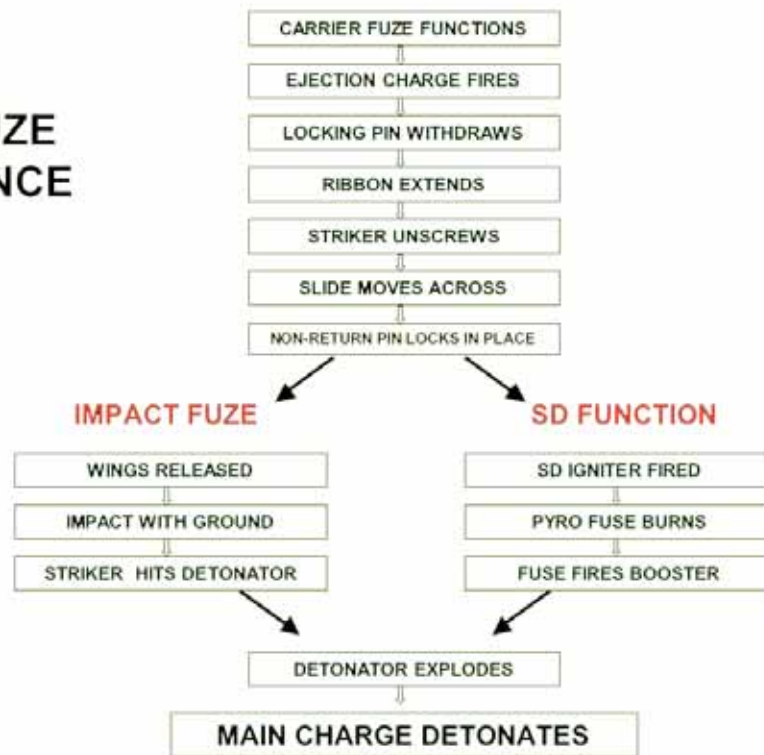 ZE
NCE
CARRIER FUZE FUNCTIONS
EJECTION CHARGE FIRES
LOCKING PIN WITHDRAWS
RIBBON EXTENDS
STRIKER UNSCREWS
SLIDE MOVES ACROSS
NON-RETURN PIN LOCKS IN PLACE
IMPACT FUZE
WINGS RELEASED
IMPACT WITH GROUND
STRIKER HITS DETONATOR
SD FUNCTION
SD IGNITER FIRED
PYRO FUSE BURNS
FUSE FIRES BOOSTER
DETONATOR EXPLODES
MAIN CHARGE DETONATES